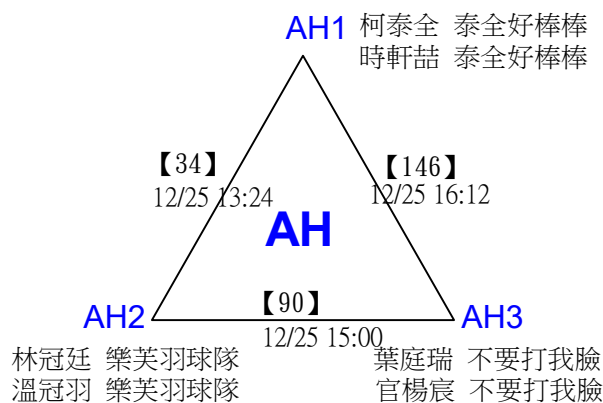 AH1 柯泰全 泰全好棒棒
時軒喆 泰全好棒棒
【34】
12/25 13:24
【146】
12/25 16:12
AH
【90】
12/25 15:00
AH2
林冠廷 樂芙羽球隊
溫冠羽 樂芙羽球隊
AH3
葉庭瑞 不要打我臉
官楊宸 不要打我臉